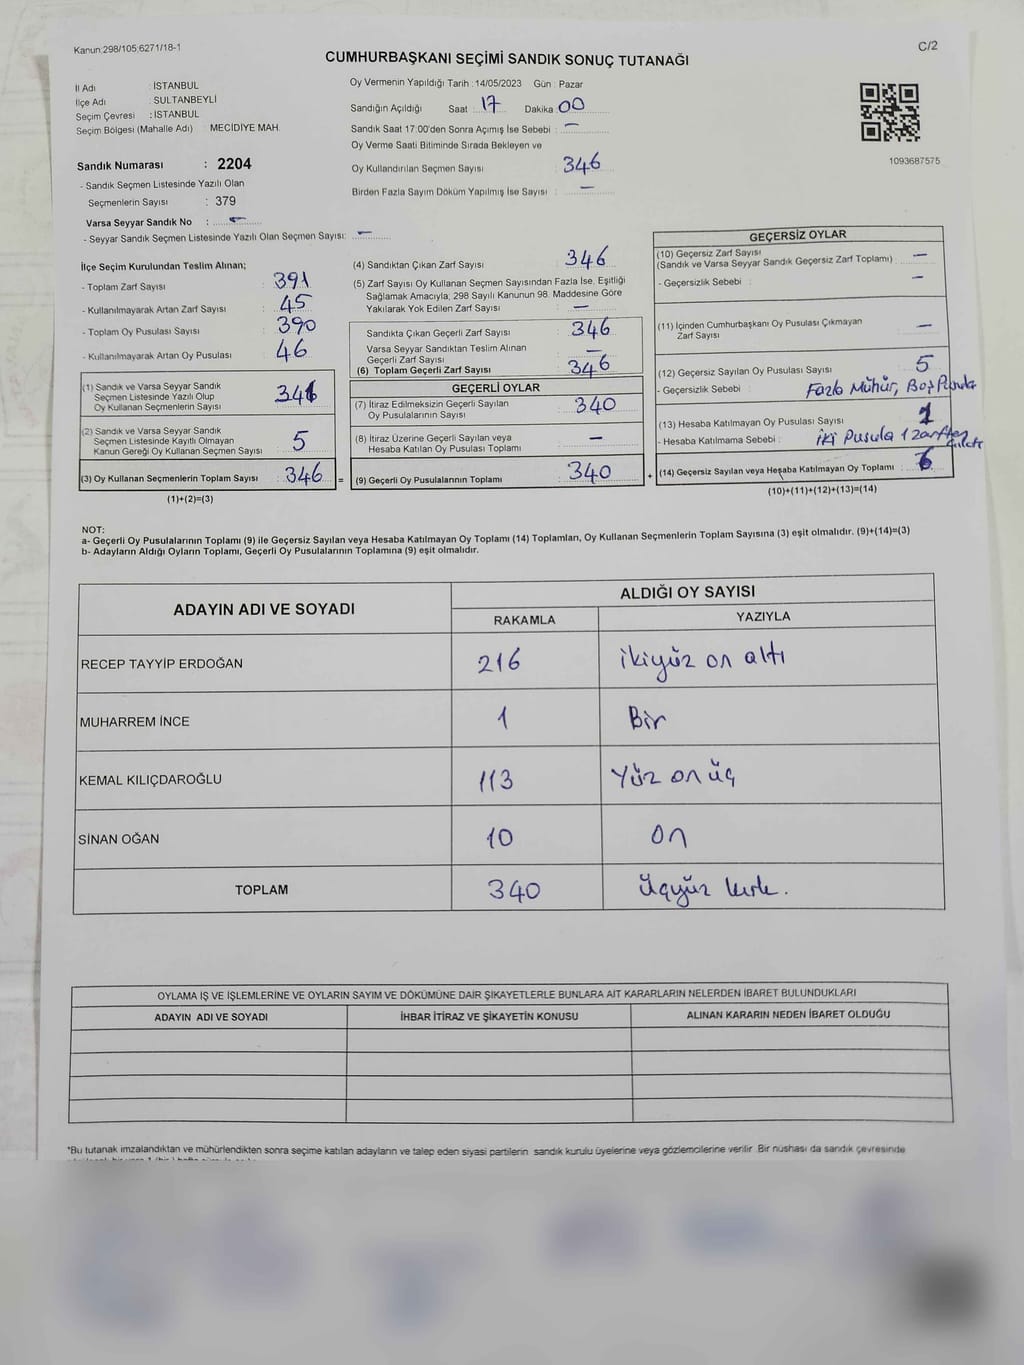 Kanun:298/105;6271/18-1
C/2
CUMHURBAŞKANI SEÇİMİ SANDIK SONUÇ TUTANAĞI
İl Adı : İSTANBUL
İlçe Adı : SULTANBEYLİ
Seçim Çevresi : İSTANBUL
Seçim Bölgesi (Mahalle Adı) : MECİDİYE MAH.
Sandık Numarası : 2204
- Sandık Seçmen Listesinde Yazılı Olan
Seçmenlerin Sayısı : 379
Varsa Seyyar Sandık No : -
- Seyyar Sandık Seçmen Listesinde Yazılı Olan Seçmen Sayısı: -
Oy Vermenin Yapıldığı Tarih : 14/05/2023 Gün : Pazar
Sandığın Açıldığı Saat : 17 Dakika : 00
Sandık Saat 17:00'den Sonra Açımış İse Sebebi : -
Oy Verme Saati Bitiminde Sırada Bekleyen ve
Oy Kullandırılan Seçmen Sayısı : 346
Birden Fazla Sayım Döküm Yapılmış İse Sayısı : -
1093687575
İlçe Seçim Kurulundan Teslim Alınan;
- Toplam Zarf Sayısı : 391
- Kullanılmayarak Artan Zarf Sayısı : 45
- Toplam Oy Pusulası Sayısı : 390
- Kullanılmayarak Artan Oy Pusulası : 46
(1) Sandık ve Varsa Seyyar Sandık
Seçmen Listesinde Yazılı Olup
Oy Kullanan Seçmenlerin Sayısı : 341
(2) Sandık ve Varsa Seyyar Sandık
Seçmen Listesinde Kayıtlı Olmayan
Kanun Gereği Oy Kullanan Seçmen Sayısı : 5
(3) Oy Kullanan Seçmenlerin Toplam Sayısı : 346
(1)+(2)=(3)
=
(4) Sandıktan Çıkan Zarf Sayısı : 346
(5) Zarf Sayısı Oy Kullanan Seçmen Sayısından Fazla İse, Eşitliği
Sağlamak Amacıyla; 298 Sayılı Kanunun 98. Maddesine Göre
Yakılarak Yok Edilen Zarf Sayısı : -
Sandıkta Çıkan Geçerli Zarf Sayısı : 346
Varsa Seyyar Sandıktan Teslim Alınan
Geçerli Zarf Sayısı : -
(6) Toplam Geçerli Zarf Sayısı : 346
GEÇERLİ OYLAR
(7) İtiraz Edilmeksizin Geçerli Sayılan
Oy Pusulalarının Sayısı : 340
(8) İtiraz Üzerine Geçerli Sayılan veya
Hesaba Katılan Oy Pusulası Toplamı : -
(9) Geçerli Oy Pusulalarının Toplamı : 340
+
GEÇERSİZ OYLAR
(10) Geçersiz Zarf Sayısı
(Sandık ve Varsa Seyyar Sandık Geçersiz Zarf Toplamı) : -
- Geçersizlik Sebebi : -
(11) İçinden Cumhurbaşkanı Oy Pusulası Çıkmayan
Zarf Sayısı : -
(12) Geçersiz Sayılan Oy Pusulası Sayısı : 5
- Geçersizlik Sebebi : Fazla Mühür, Boş Pusula
(13) Hesaba Katılmayan Oy Pusulası Sayısı : 1
- Hesaba Katılmama Sebebi : İki Pusula 1 zarftan
(14) Geçersiz Sayılan veya Hesaba Katılmayan Oy Toplamı : 6
(10)+(11)+(12)+(13)=(14)
NOT:
a- Geçerli Oy Pusulalarının Toplamı (9) ile Geçersiz Sayılan veya Hesaba Katılmayan Oy Toplamı (14) Toplamları, Oy Kullanan Seçmenlerin Toplam Sayısına (3) eşit olmalıdır. (9)+(14)=(3)
b- Adayların Aldığı Oyların Toplamı, Geçerli Oy Pusulalarının Toplamına (9) eşit olmalıdır.
ADAYIN ADI VE SOYADI
ALDIĞI OY SAYISI
RAKAMLA YAZIYLA
RECEP TAYYİP ERDOĞAN 216 ikiyüz on altı
MUHARREM İNCE 1 Bir
KEMAL KILIÇDAROĞLU 113 Yüz on üç
SİNAN OĞAN 10 On
TOPLAM 340 Üçyüz kırk.
OYLAMA İŞ VE İŞLEMLERİNE VE OYLARIN SAYIM VE DÖKÜMÜNE DAİR ŞİKAYETLERLE BUNLARA AİT KARARLARIN NELERDEN İBARET BULUNDUKLARI
ADAYIN ADI VE SOYADI İHBAR İTİRAZ VE ŞİKAYETİN KONUSU ALINAN KARARIN NEDEN İBARET OLDUĞU
*Bu tutanak imzalandıktan ve mühürlendikten sonra seçime katılan adayların ve talep eden siyasi partilerin sandık kurulu üyelerine veya gözlemcilerine verilir. Bir nüshası da sandık çevresinde